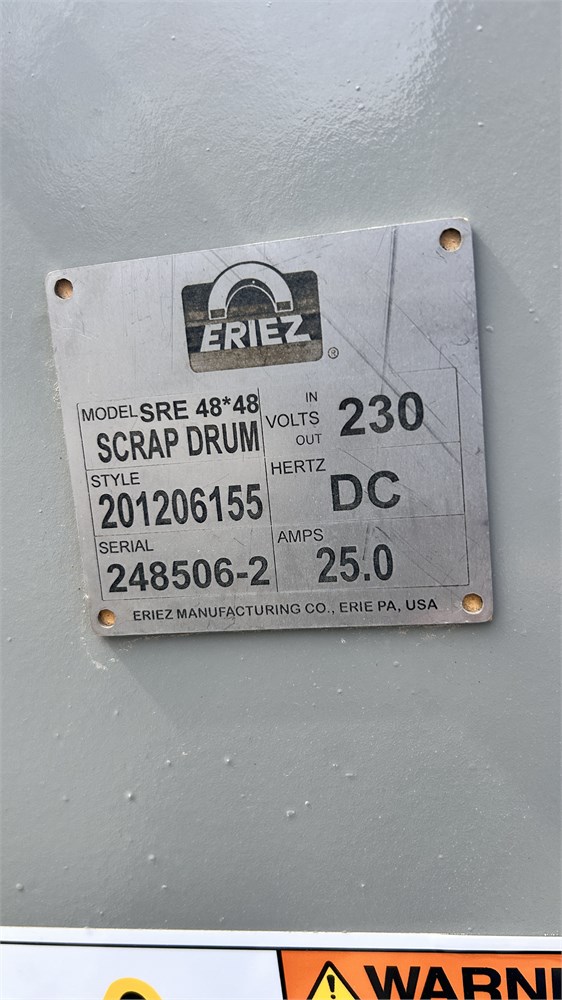 ERIEZ
®
MODEL SRE 48*48
SCRAP DRUM
IN
VOLTS 230
OUT
STYLE
201206155
HERTZ
DC
SERIAL
248506-2
AMPS
25.0
ERIEZ MANUFACTURING CO., ERIE PA, USA
WARNI